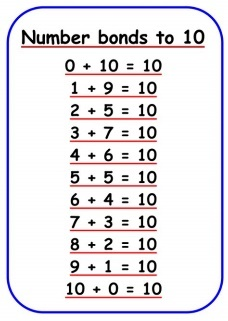 Number bonds to 10
0 + 10 = 10
1 + 9 = 10
2 + 5 = 10
3 + 7 = 10
4 + 6 = 10
5 + 5 = 10
6 + 4 = 10
7 + 3 = 10
8 + 2 = 10
9 + 1 = 10
10 + 0 = 10